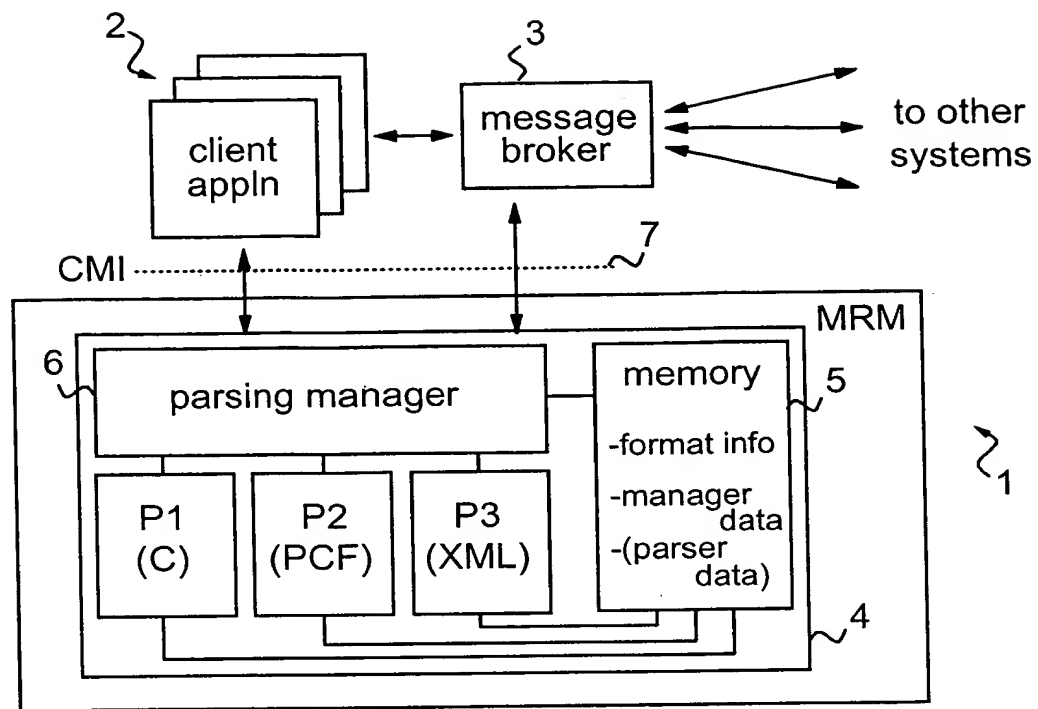 2
3
client
appln
message
broker
to other
systems
7
CMI
MRM
6
parsing manager
memory
5
-format info
-manager
data
-(parser
data)
1
P1
(C)
P2
(PCF)
P3
(XML)
4